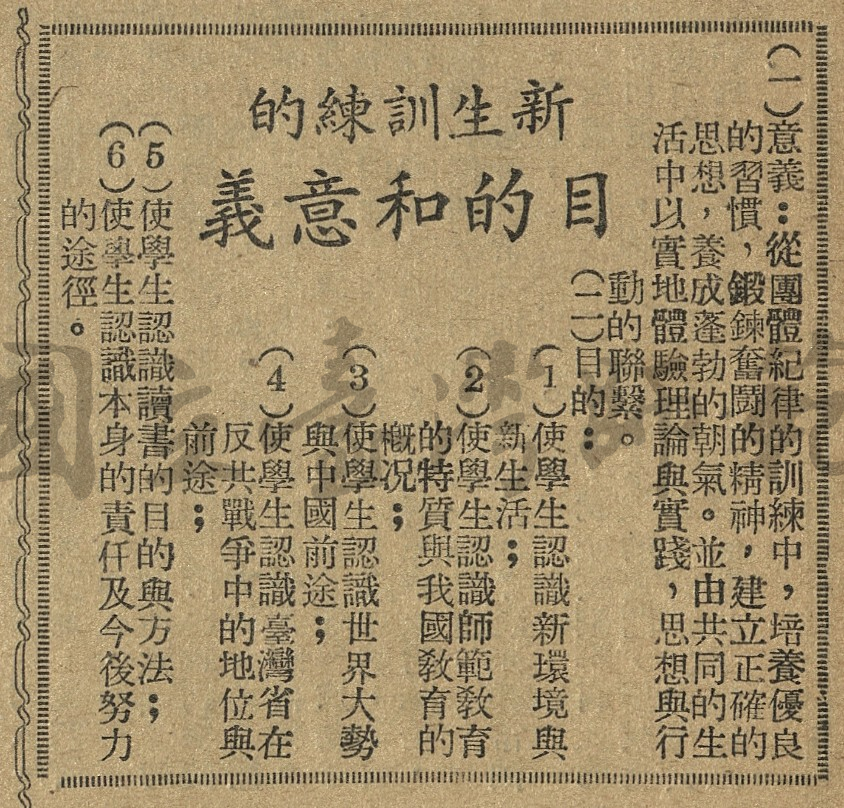 新生訓練的
目的和意義
（一）意義：從團體紀律的訓練中，培養優良
的習慣，鍛鍊奮鬪的精神，建立正確的
思想，養成蓬勃的朝氣。並由共同的生
活中以實地體驗理論與實踐，思想與行
動的聯繫。
（二）目的：
（1）使學生認識新環境與
新生活；
（2）使學生認識師範敎育
的特質與我國敎育的
概况；
（3）使學生認識世界大勢
與中國前途；
（4）使學生認識臺灣省在
反共戰爭中的地位與
前途；
（5）使學生認識讀書的目的與方法；
（6）使學生認識本身的責仟及今後努力
的途徑。